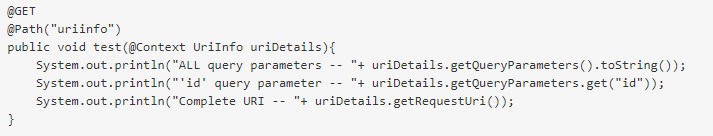 @GET
@Path("uriinfo")
public void test(@Context UriInfo uriDetails){
    System.out.println("ALL query parameters -- "+ uriDetails.getQueryParameters().toString());
    System.out.println("'id' query parameter -- "+ uriDetails.getQueryParameters.get("id"));
    System.out.println("Complete URI -- "+ uriDetails.getRequestUri());
}